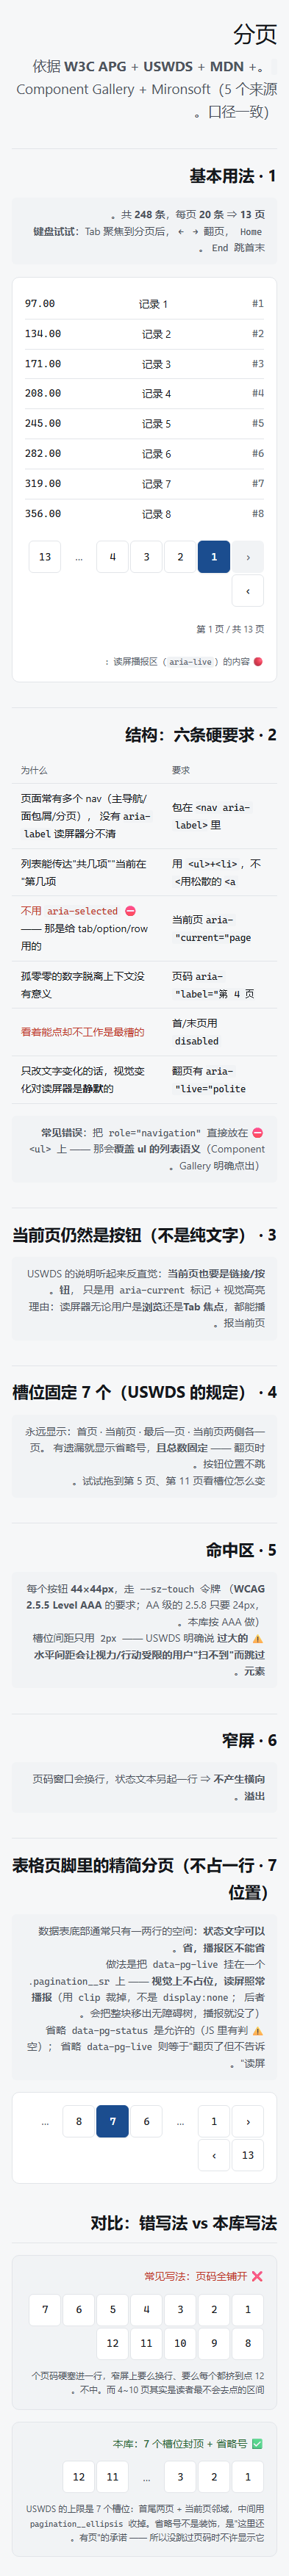 分页
依据 W3C APG + USWDS + MDN +。
Component Gallery + Mironsoft（5 个来源
口径一致）。
基本用法 · 1
共 248 条，每页 20 条 ⇒ 13 页。
键盘试试：Tab 聚焦到分页后， ← → 翻页， Home
End 跳首末。
97.00 记录 1 #1
134.00 记录 2 #2
171.00 记录 3 #3
208.00 记录 4 #4
245.00 记录 5 #5
282.00 记录 6 #6
319.00 记录 7 #7
356.00 记录 8 #8
13 … 4 3 2 1 ‹
›
第 1 页 / 共 13 页
读屏播报区（aria-live）的内容：
结构：六条硬要求 · 2
为什么 要求
页面常有多个 nav（主导航/
面包屑/分页），没有 aria-
label 读屏器分不清
包在 <nav aria-
label> 里
列表能传达"共几项""当前在
第几项"
用 <ul>+<li>，不
用松散的 <a>
不用 aria-selected ⛔
—— 那是给 tab/option/row
用的
当前页 aria-
current="page"
孤零零的数字脱离上下文没
有意义
页码 aria-
label="第 4 页"
看着能点却不工作是最糟的
首/末页用
disabled
只改文字变化的话，视觉变
化对读屏器是静默的
翻页有 aria-
live="polite"
⛔ 常见错误：把 role="navigation" 直接放在
<ul> 上 —— 那会覆盖 ul 的列表语义（Component
Gallery 明确点出）。
当前页仍然是按钮（不是纯文字） · 3
USWDS 的说明听起来反直觉：当前页也要是链接/按
钮，只是用 aria-current 标记 + 视觉高亮。
理由：读屏器无论用户是浏览还是Tab 焦点，都能播
报当前页。
槽位固定 7 个（USWDS 的规定） · 4
永远显示：首页 · 当前页 · 最后一页 · 当前页两侧各一
页。有遗漏就显示省略号，且总数固定 —— 翻页时
按钮位置不跳。
试试拖到第 5 页、第 11 页看槽位怎么变。
命中区 · 5
每个按钮 44×44px，走 --sz-touch 令牌（WCAG
2.5.5 Level AAA 的要求；AA 级的 2.5.8 只要 24px，
本库按 AAA 做）。
⚠️ 槽位间距只用 2px —— USWDS 明确说 过大的
水平间距会让视力/行动受限的用户"扫不到"而跳过
元素。
窄屏 · 6
页码窗口会换行，状态文本另起一行 ⇒ 不产生横向
溢出。
表格页脚里的精简分页（不占一行 · 7
位置）
数据表底部通常只有一两行的空间：状态文字可以
省，播报区不能省。
做法是把 data-pg-live 挂在一个
.pagination__sr 上 —— 视觉上不占位，读屏照常
播报（用 clip 裁掉，不是 display:none；后者
会把整块移出无障碍树，播报就没了）。
⚠️ 省略 data-pg-status 是允许的（JS 里有判
空）； 省略 data-pg-live 则等于"翻页了但不告诉
读屏"。
… 8 7 6 … 1 ‹
› 13
对比：错写法 vs 本库写法
❌ 常见写法：页码全铺开
7 6 5 4 3 2 1
12 11 10 9 8
12 个页码硬塞进一行，窄屏上要么换行、要么每个都挤到点
不中。而 4~10 页其实是读者最不会去点的区间。
✅ 本库：7 个槽位封顶 + 省略号
12 11 … 3 2 1
USWDS 的上限是 7 个槽位：首尾两页 + 当前页邻域，中间用
pagination__ellipsis 收掉。省略号不是装饰，是"这里还
有页"的承诺 —— 所以没跳过页码时不许显示它。